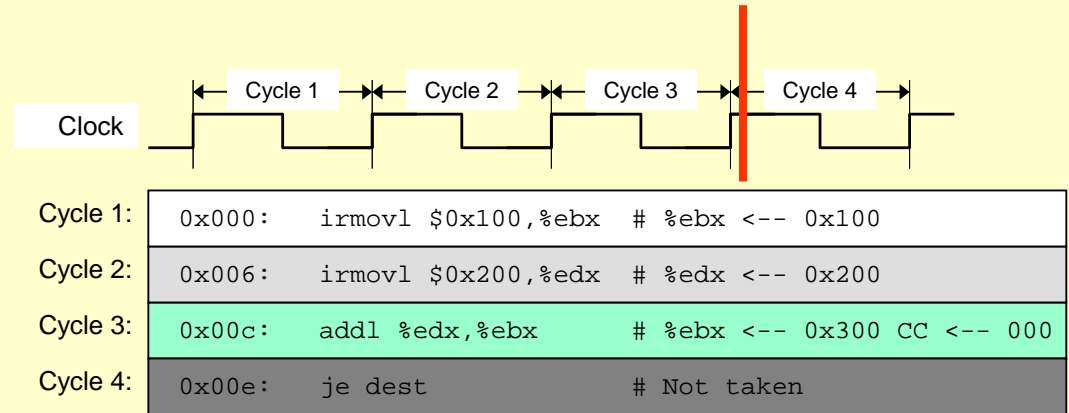 Cycle 1 Cycle 2 Cycle 3 Cycle 4
Clock
Cycle 1: 0x000: irmovl $0x100,%ebx # %ebx <-- 0x100
Cycle 2: 0x006: irmovl $0x200,%edx # %edx <-- 0x200
Cycle 3: 0x00c: addl %edx,%ebx # %ebx <-- 0x300 CC <-- 000
Cycle 4: 0x00e: je dest # Not taken